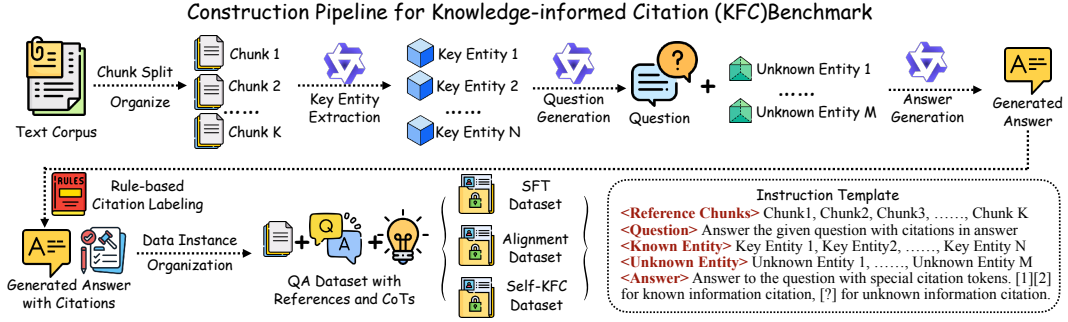 Construction Pipeline for Knowledge-informed Citation (KFC)Benchmark
Text Corpus
Chunk Split
Organize
Chunk 1
Chunk 2
......
Chunk K
Key Entity
Extraction
Key Entity 1
Key Entity 2
......
Key Entity N
Question
Generation
?
Question
+
Unknown Entity 1
......
Unknown Entity M
Answer
Generation
A
Generated
Answer
RULES
Rule-based
Citation Labeling
A
Generated Answer
with Citations
Data Instance
Organization
+
Q
A
+
QA Dataset with
References and CoTs
SFT
Dataset
Alignment
Dataset
Self-KFC
Dataset
Instruction Template
<Reference Chunks> Chunk1, Chunk2, Chunk3, ......, Chunk K
<Question> Answer the given question with citations in answer
<Known Entity> Key Entity 1, Key Entity2, ......, Key Entity N
<Unknown Entity> Unknown Entity 1, ......, Unknown Entity M
<Answer> Answer to the question with special citation tokens. [1][2]
for known information citation, [?] for unknown information citation.